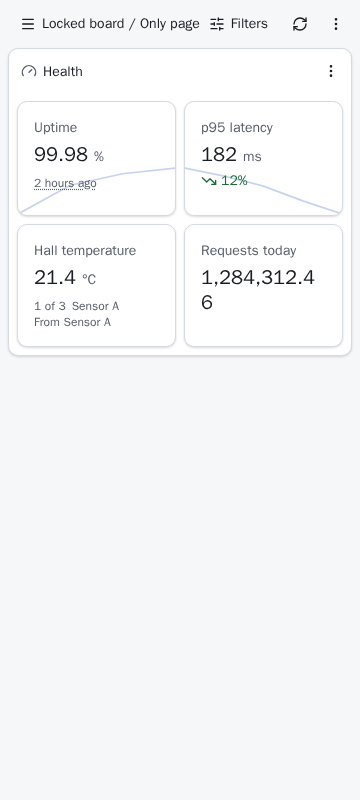 Locked board / Only page Filters
Health
Uptime
99.98 %
2 hours ago
p95 latency
182 ms
12%
Hall temperature
21.4 °C
1 of 3 Sensor A
From Sensor A
Requests today
1,284,312.4
6